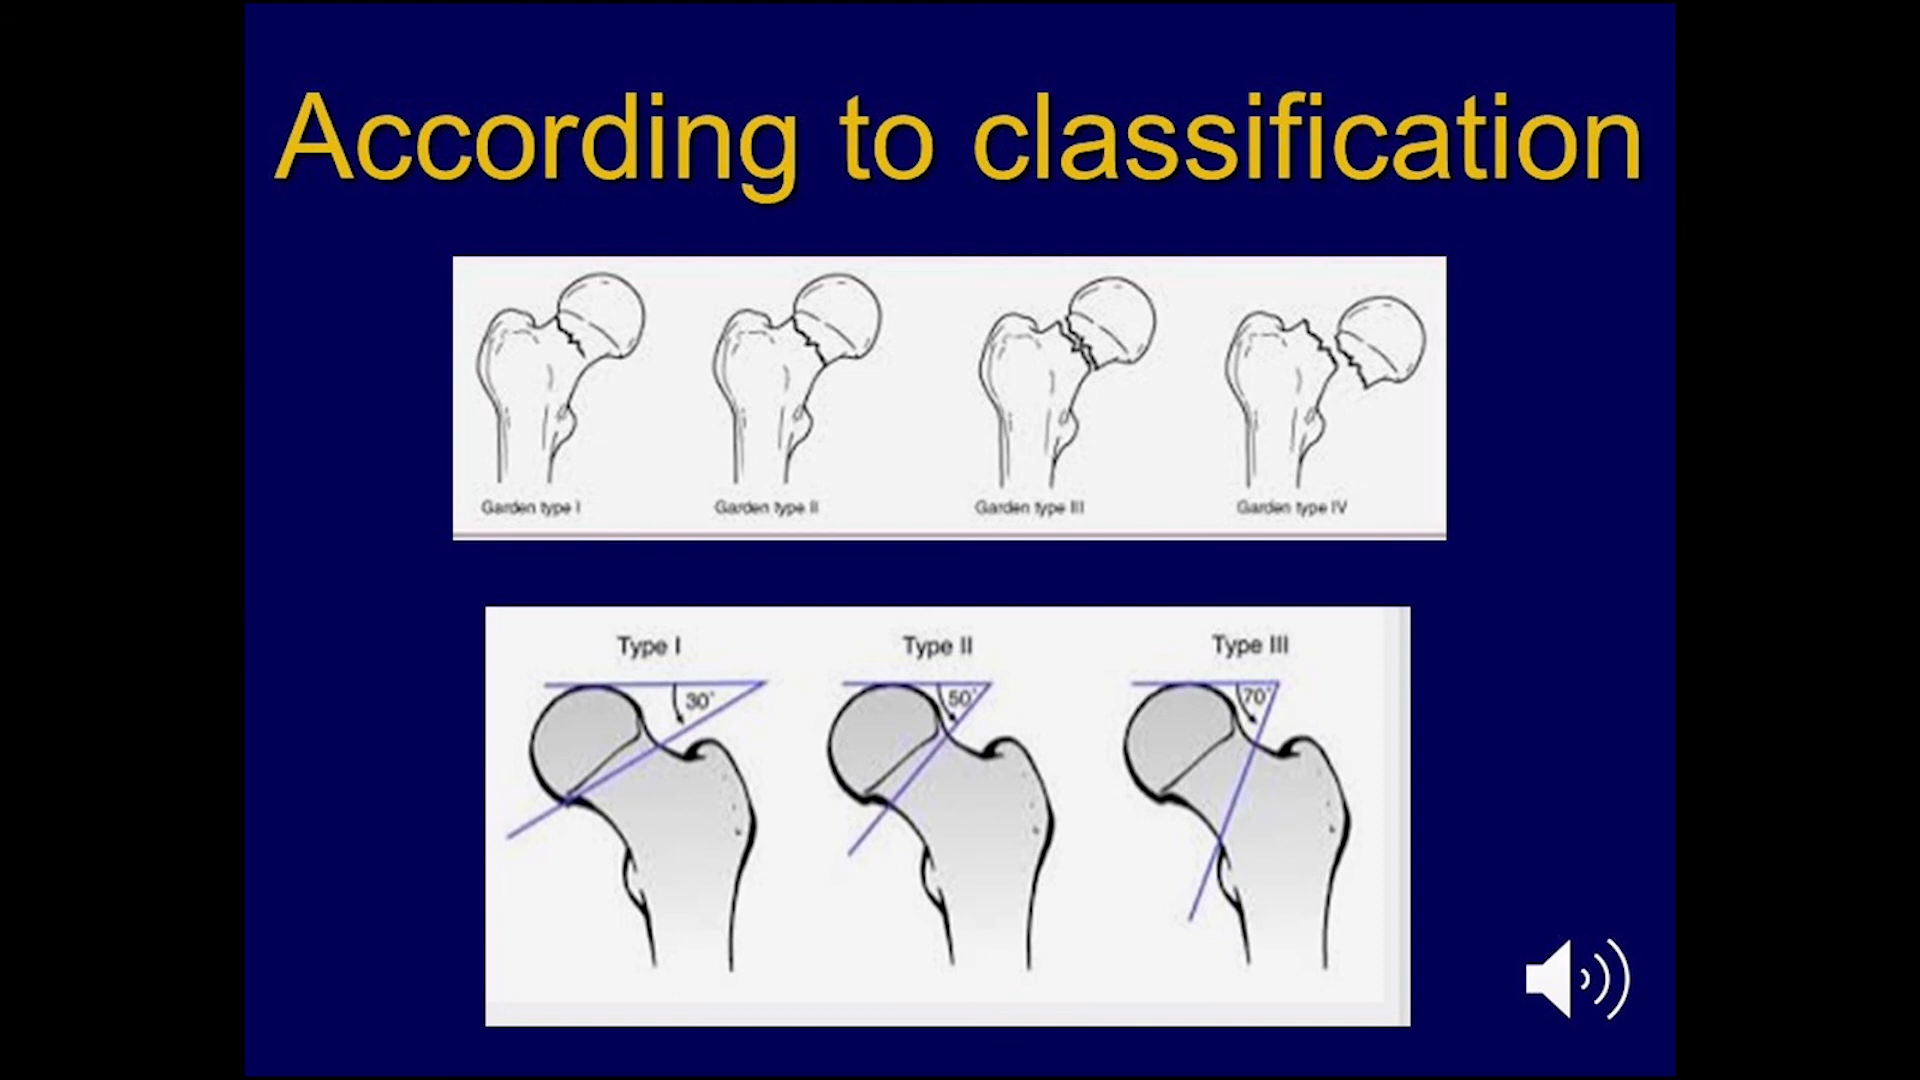 According to classification
Garden type I Garden type II Garden type III Garden type IV
Type I Type II Type III
30° 50° 70°